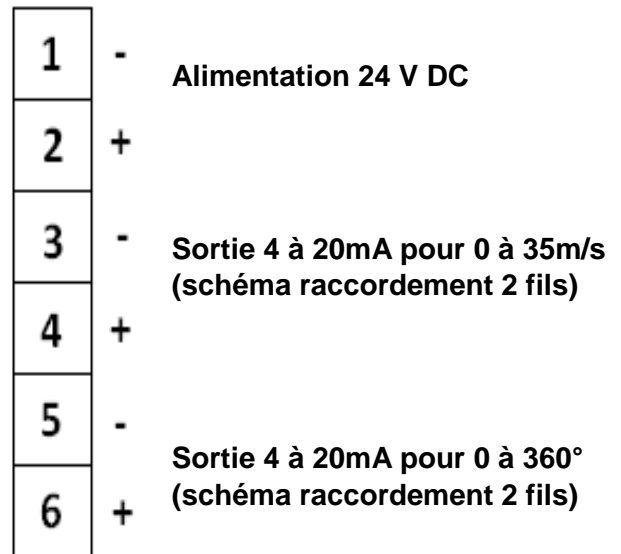 1 - Alimentation 24 V DC
2 +
3 - Sortie 4 à 20mA pour 0 à 35m/s
(schéma raccordement 2 fils)
4 +
5 -
Sortie 4 à 20mA pour 0 à 360°
6 + (schéma raccordement 2 fils)